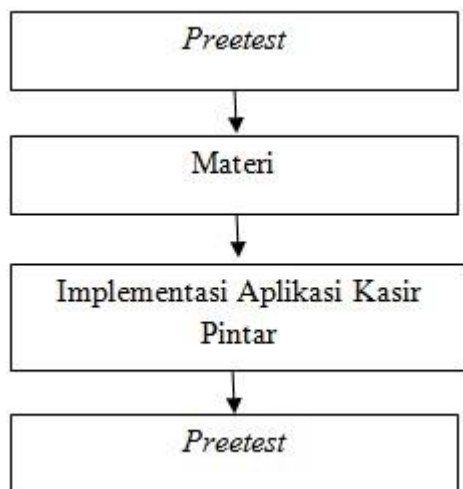 Preetest
Materi
Implementasi Aplikasi Kasir
Pintar
Preetest